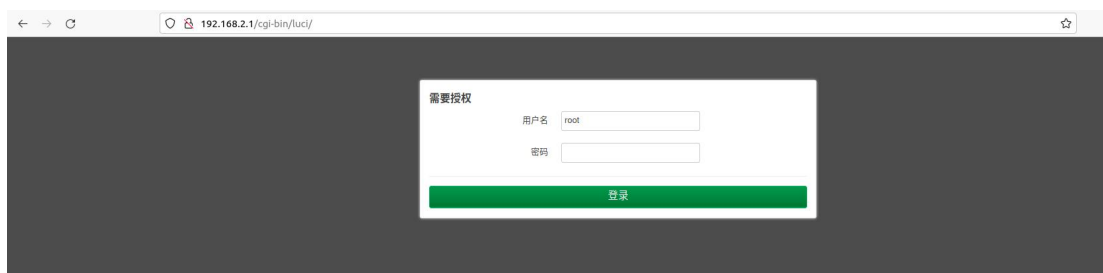 192.168.2.1/cgi-bin/luci/
需要授权
用户名 root
密码
登录